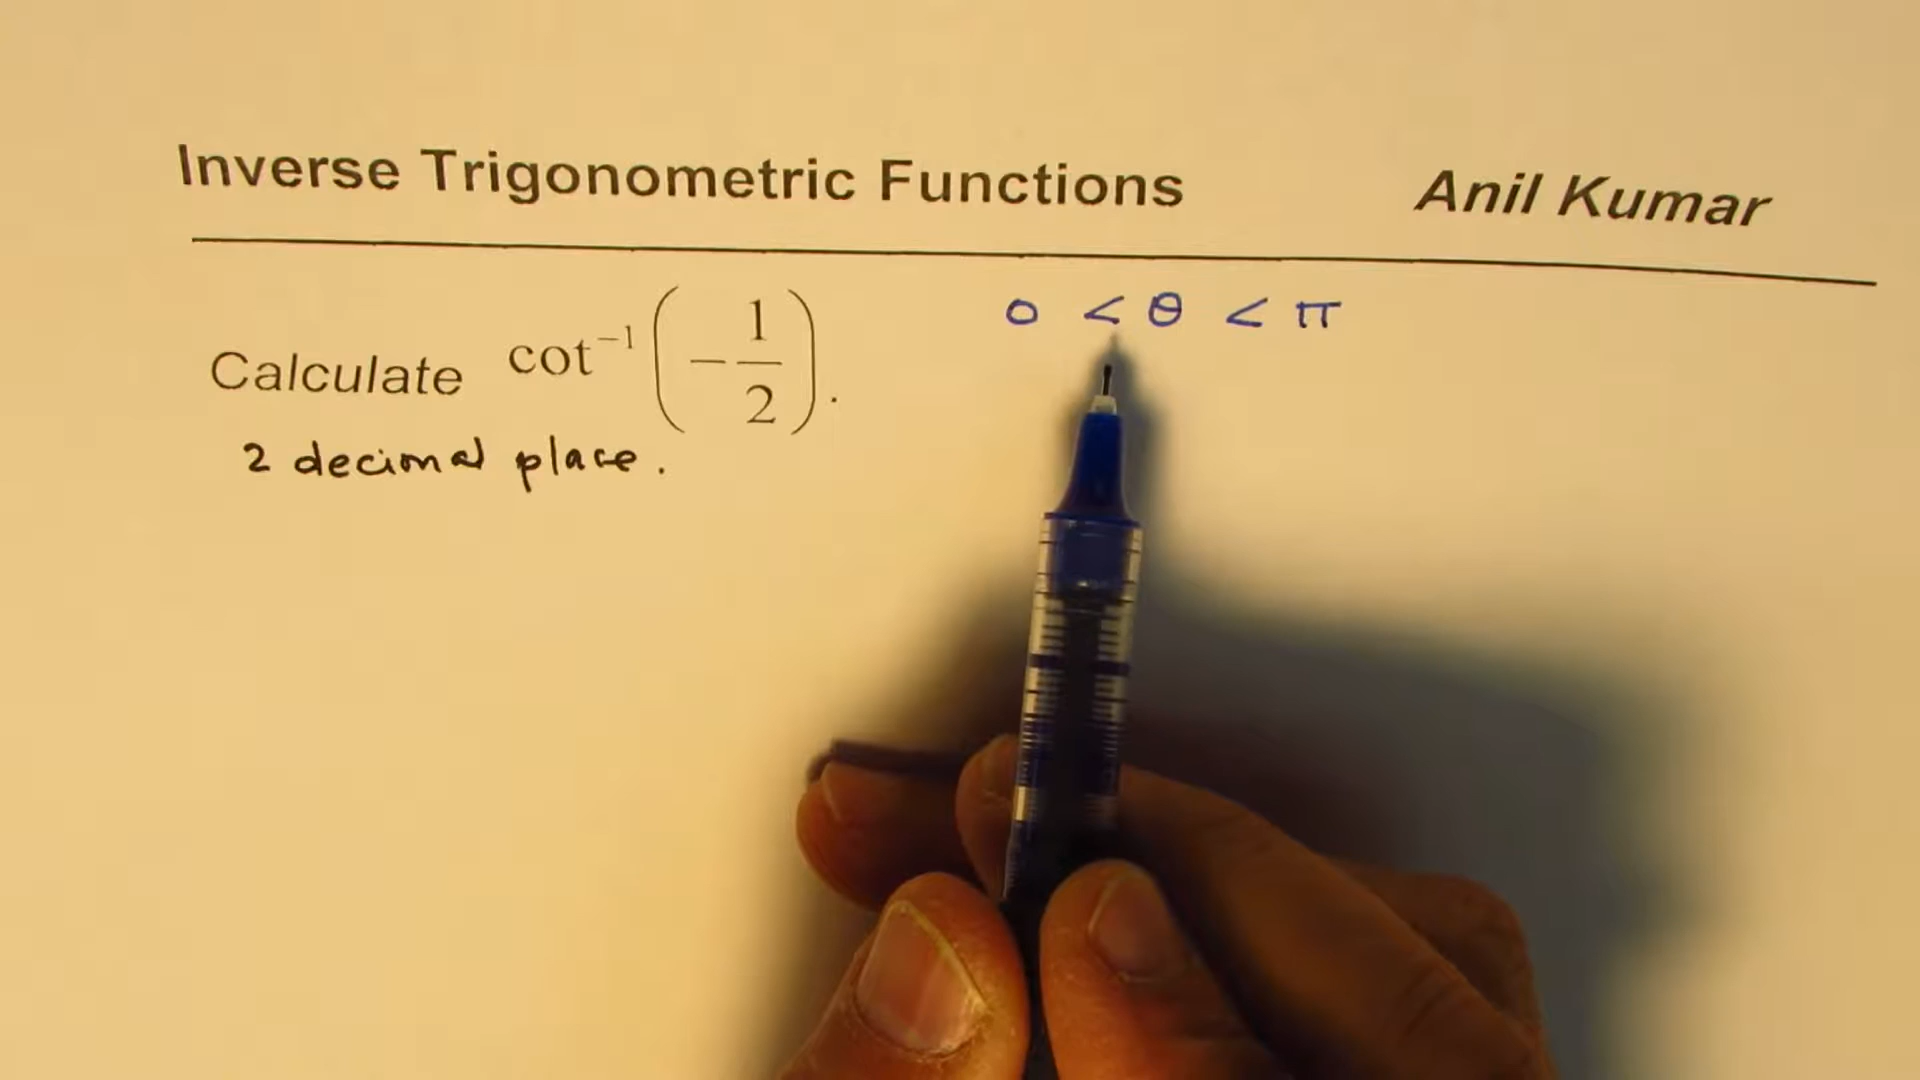 Inverse Trigonometric Functions Anil Kumar
Calculate cot⁻¹(-1/2). 0 < θ < π
2 decimal place.